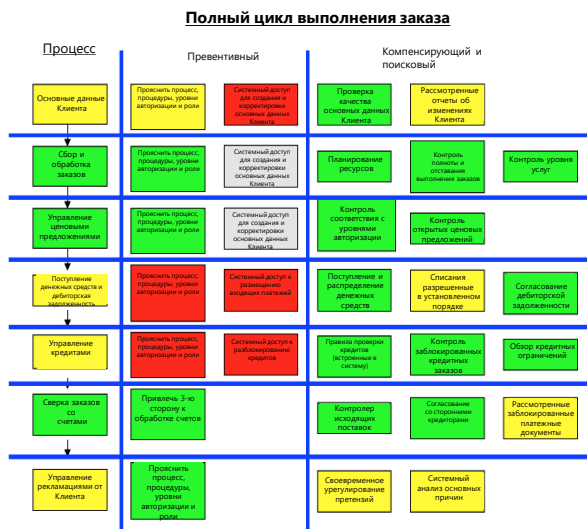 Полный цикл выполнения заказа
Процесс
Превентивный
Компенсирующий и
поисковый
Основные данные
Клиента
Прояснить процесс,
процедуры, уровни
авторизации и роли
Системный доступ
для создания и
корректировки
основных данных
Клиента
Проверка
качества
основных данных
Клиента
Рассмотренные
отчеты об
изменениях
Клиента
Сбор и
обработка
заказов
Прояснить процесс,
процедуры, уровни
авторизации и роли
Системный доступ
для создания и
корректировки
основных данных
Клиента
Планирование
ресурсов
Контроль
полноты и
отставания
выполнения заказов
Контроль уровня
услуг
Управление
ценовыми
предложениями
Прояснить процесс,
процедуры, уровни
авторизации и роли
Системный доступ
для создания и
корректировки
основных данных
Клиента
Контроль
соответствия с
уровнями
авторизации
Контроль
открытых ценовых
предложений
Поступление
денежных средств и
дебиторская
задолженность
Прояснить процесс,
процедуры, уровни
авторизации и роли
Системный доступ к
размещению
входящих платежей
Поступление и
распределение
денежных
средств
Списания
разрешенные
в установленном
порядке
Согласование
дебиторской
задолженности
Управление
кредитами
Прояснить процесс,
процедуры, уровни
авторизации и роли
Системный доступ к
разблокированию
кредитов
Правила проверки
кредитов
(встроенные в
систему)
Контроль
заблокированных
кредитных
заказов
Обзор кредитных
ограничений
Сверка заказов
со
счетами
Привлечь 3-ю
сторону к
обработке счетов
Контролер
исходящих
поставок
Согласование
со сторонними
кредиторами
Рассмотренные
заблокированные
платежные
документы
Управление
рекламациями от
Клиента
Прояснить
процесс,
процедуры,
уровни
авторизации и
роли
Своевременное
урегулирование
претензий
Системный
анализ основных
причин